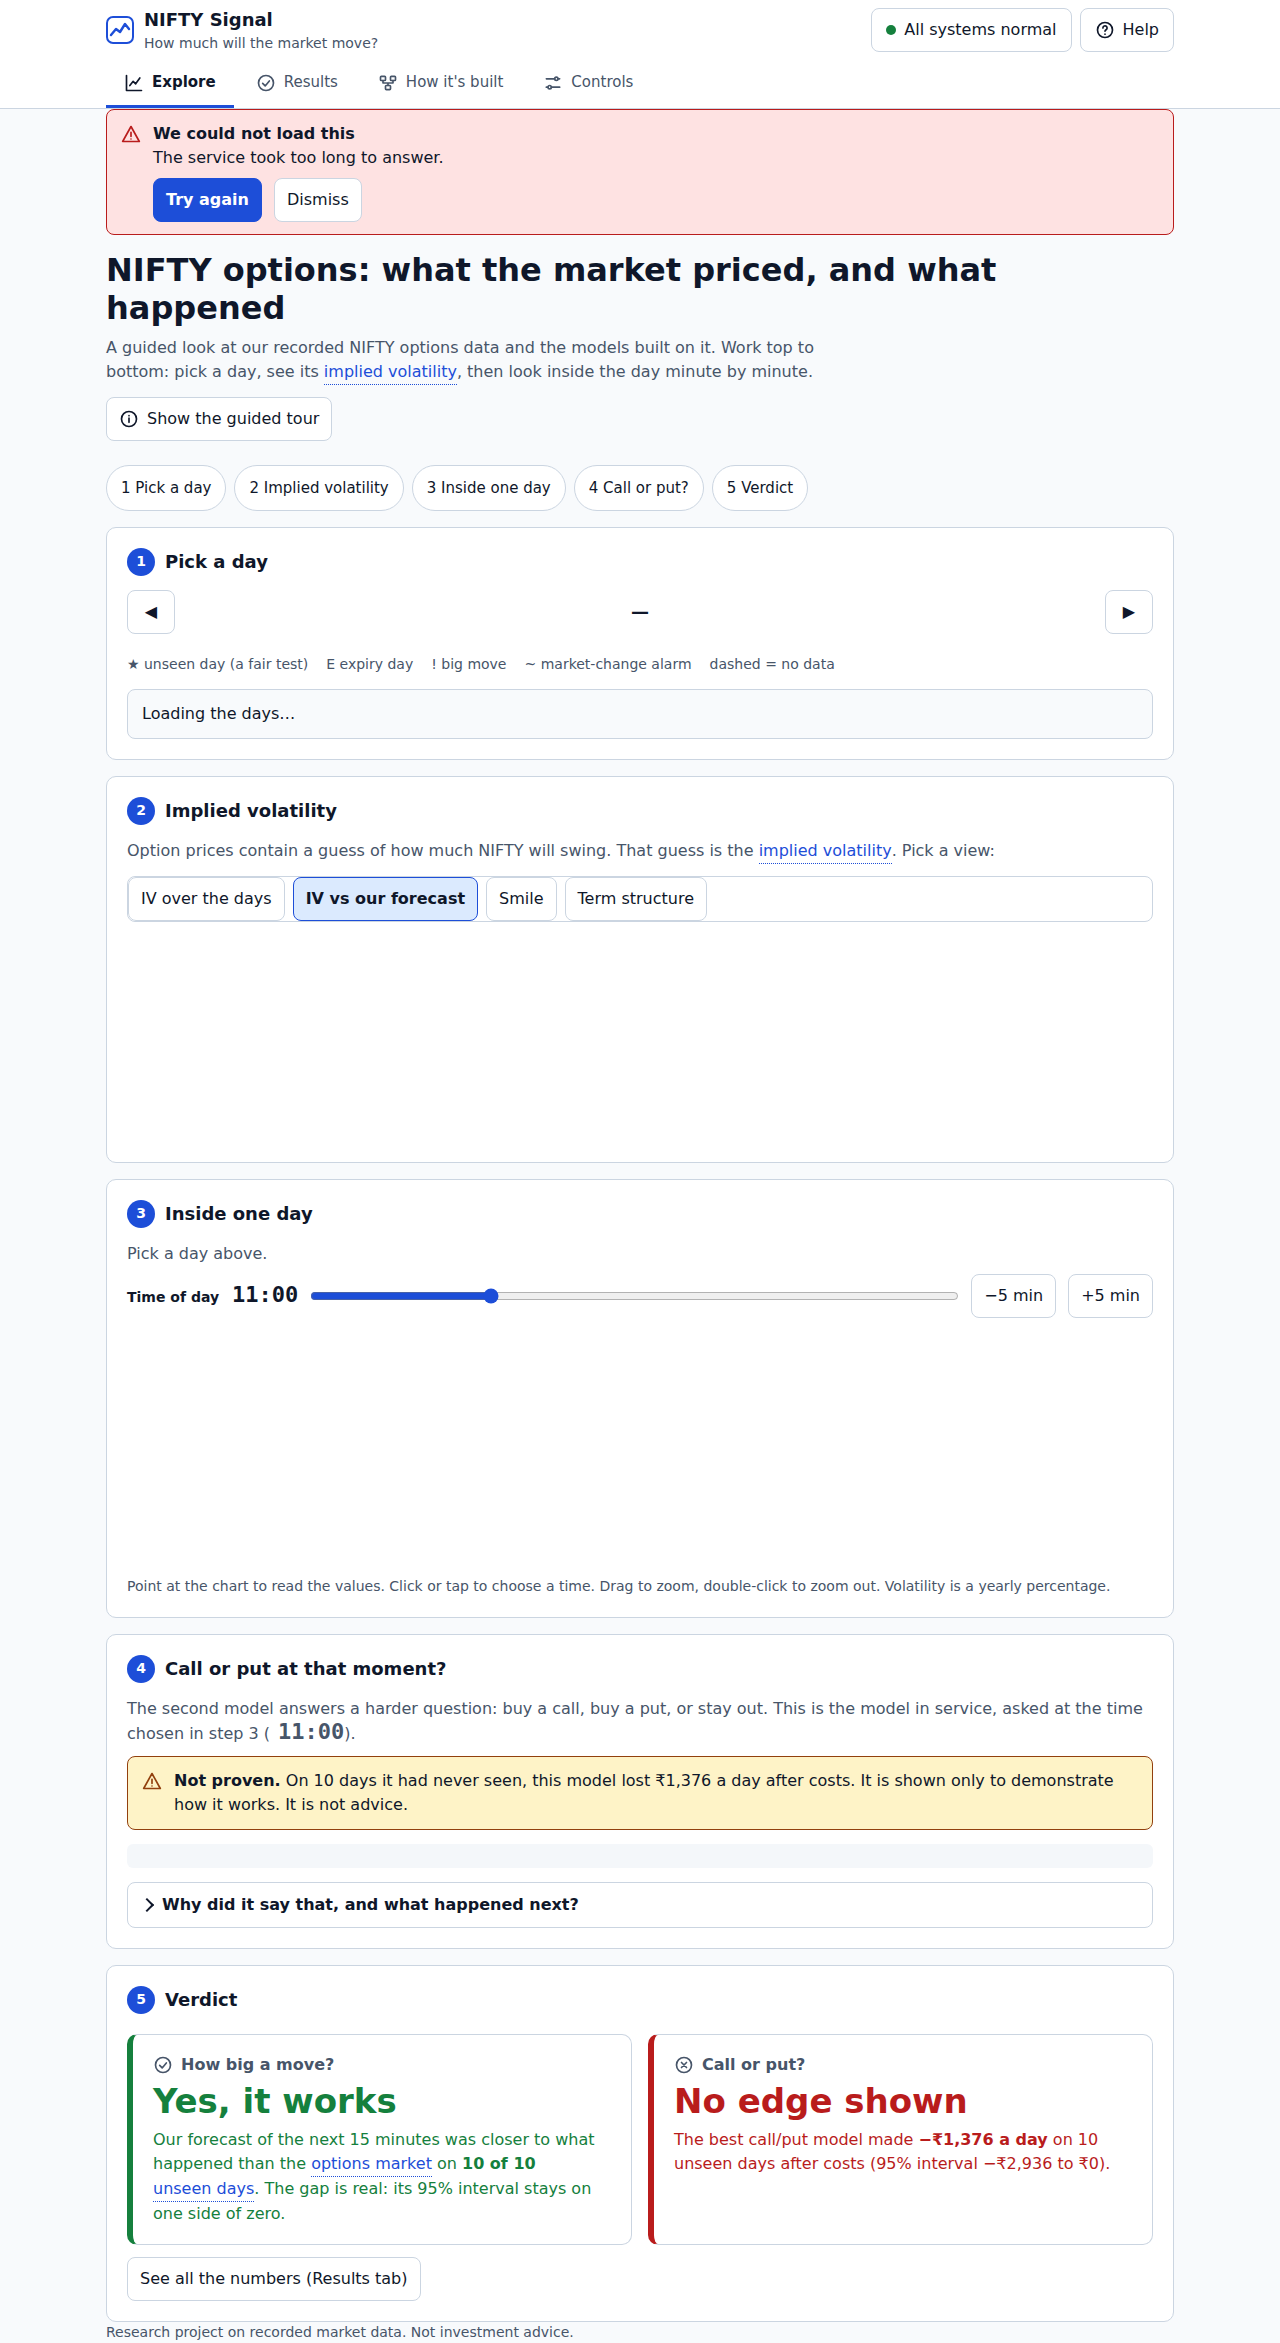 NIFTY Signal
How much will the market move?
All systems normal
Help
Explore
Results
How it's built
Controls
We could not load this
The service took too long to answer.
Try again
Dismiss
NIFTY options: what the market priced, and what
happened
A guided look at our recorded NIFTY options data and the models built on it. Work top to
bottom: pick a day, see its implied volatility, then look inside the day minute by minute.
Show the guided tour
1 Pick a day
2 Implied volatility
3 Inside one day
4 Call or put?
5 Verdict
1 Pick a day
◀
—
▶
★ unseen day (a fair test)
E expiry day
! big move
~ market-change alarm
dashed = no data
Loading the days…
2 Implied volatility
Option prices contain a guess of how much NIFTY will swing. That guess is the implied volatility. Pick a view:
IV over the days
IV vs our forecast
Smile
Term structure
3 Inside one day
Pick a day above.
Time of day 11:00
−5 min
+5 min
Point at the chart to read the values. Click or tap to choose a time. Drag to zoom, double-click to zoom out. Volatility is a yearly percentage.
4 Call or put at that moment?
The second model answers a harder question: buy a call, buy a put, or stay out. This is the model in service, asked at the time
chosen in step 3 ( 11:00).
Not proven. On 10 days it had never seen, this model lost ₹1,376 a day after costs. It is shown only to demonstrate
how it works. It is not advice.
Why did it say that, and what happened next?
5 Verdict
How big a move?
Yes, it works
Our forecast of the next 15 minutes was closer to what
happened than the options market on 10 of 10
unseen days. The gap is real: its 95% interval stays on
one side of zero.
Call or put?
No edge shown
The best call/put model made −₹1,376 a day on 10
unseen days after costs (95% interval −₹2,936 to ₹0).
See all the numbers (Results tab)
Research project on recorded market data. Not investment advice.